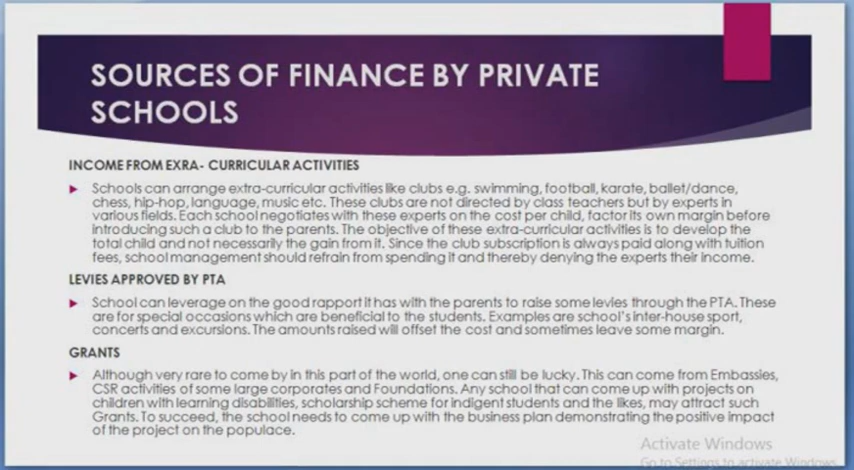 SOURCES OF FINANCE BY PRIVATE
SCHOOLS
INCOME FROM EXRA- CURRICULAR ACTIVITIES
Schools can arrange extra-curricular activities like clubs e.g. swimming, football, karate, ballet/dance,
chess, hip-hop, language, music etc. These clubs are not directed by class teachers but by experts in
various fields. Each school negotiates with these experts on the cost per child, factor its own margin before
introducing such a club to the parents. The objective of these extra-curricular activities is to develop the
total child and not necessarily the gain from it. Since the club subscription is always paid along with tuition
fees, school management should refrain from spending it and thereby denying the experts their income.
LEVIES APPROVED BY PTA
School can leverage on the good rapport it has with the parents to raise some levies through the PTA. These
are for special occasions which are beneficial to the students. Examples are school's inter-house sport,
concerts and excursions. The amounts raised will offset the cost and sometimes leave some margin.
GRANTS
Although very rare to come by in this part of the world, one can still be lucky. This can come from Embassies,
CSR activities of some large corporates and Foundations. Any school that can come up with projects on
children with learning disabilities, scholarship scheme for indigent students and the likes, may attract such
Grants. To succeed, the school needs to come up with the business plan demonstrating the positive impact
of the project on the populace.
Activate Windows
Go to Settings to activate Windows.